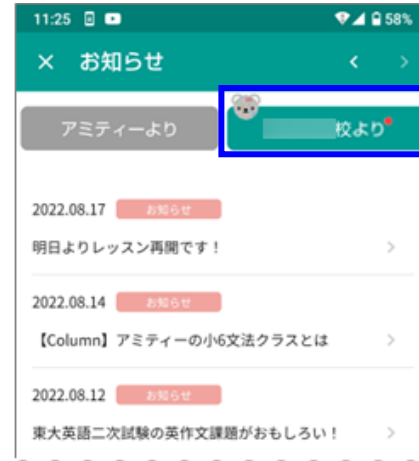 11:25 58%
× お知らせ < >
アミティーより
校より
2022.08.17 お知らせ
明日よりレッスン再開です！
2022.08.14 お知らせ
【Column】アミティーの小6文法クラスとは
2022.08.12 お知らせ
東大英語二次試験の英作文課題がおもしろい！